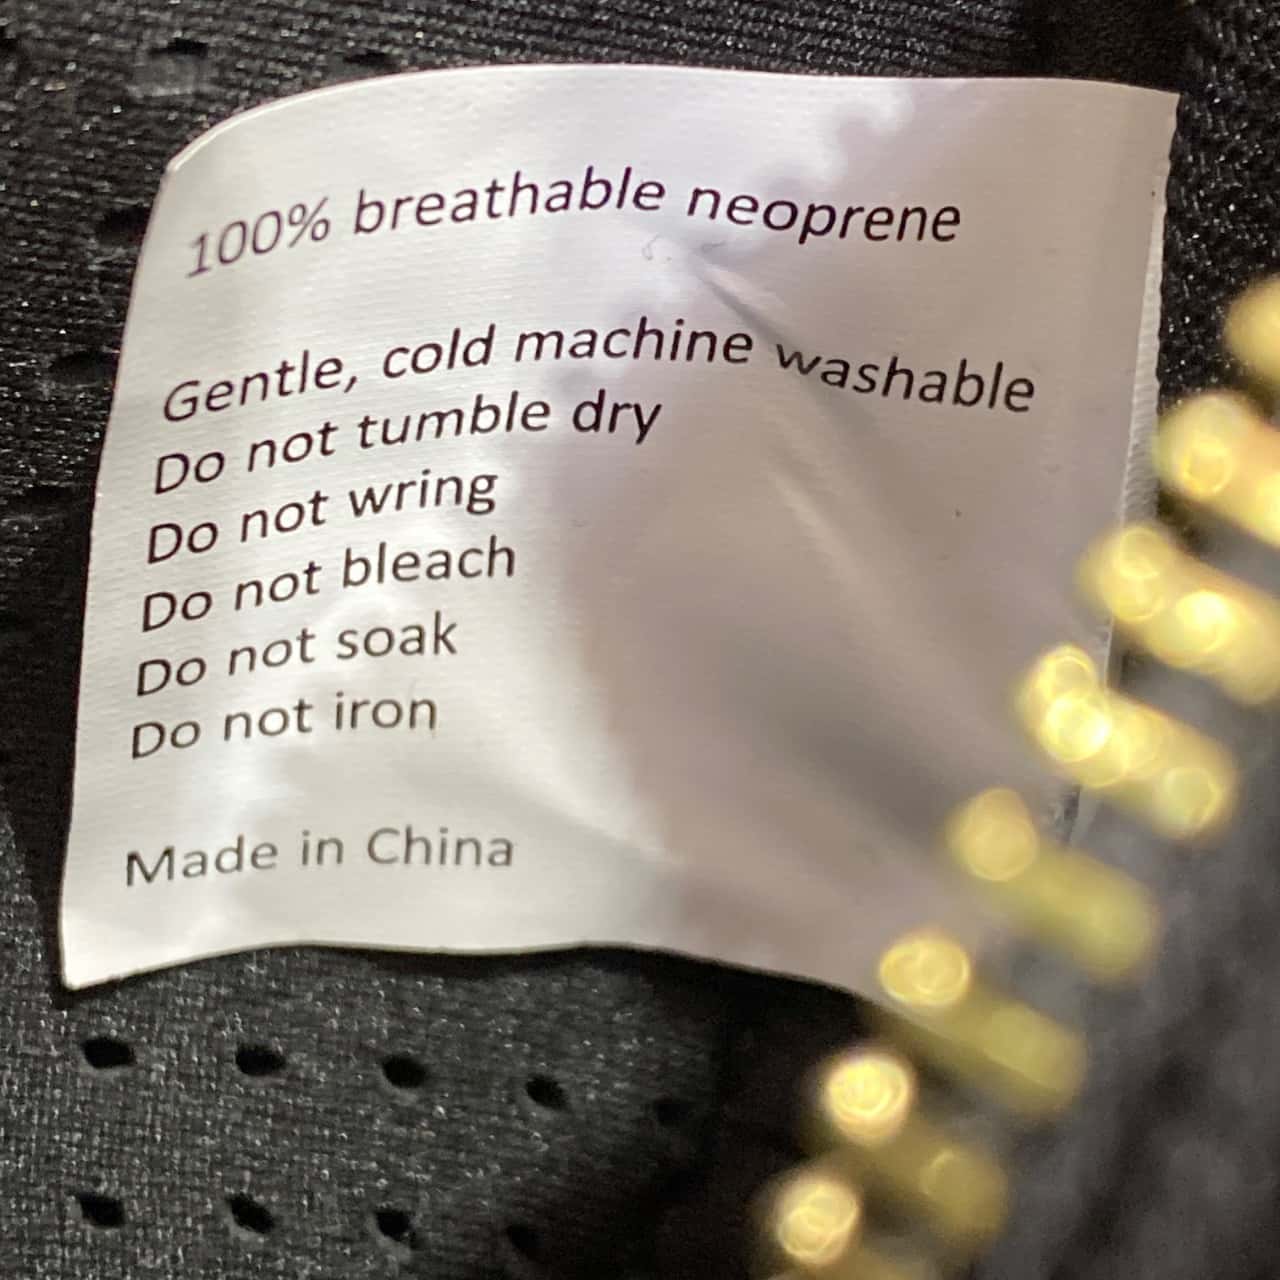 100% breathable neoprene
Gentle, cold machine washable
Do not tumble dry
Do not wring
Do not bleach
Do not soak
Do not iron
Made in China